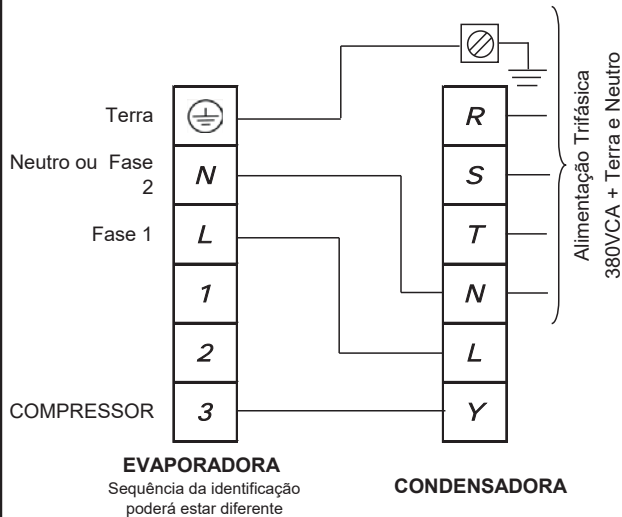 Terra
Neutro ou Fase
2
Fase 1
COMPRESSOR
N
L
1
2
3
EVAPORADORA
Sequência da identificação
poderá estar diferente
R
S
T
N
L
Y
CONDENSADORA
Alimentação Trifásica
380VCA + Terra e Neutro